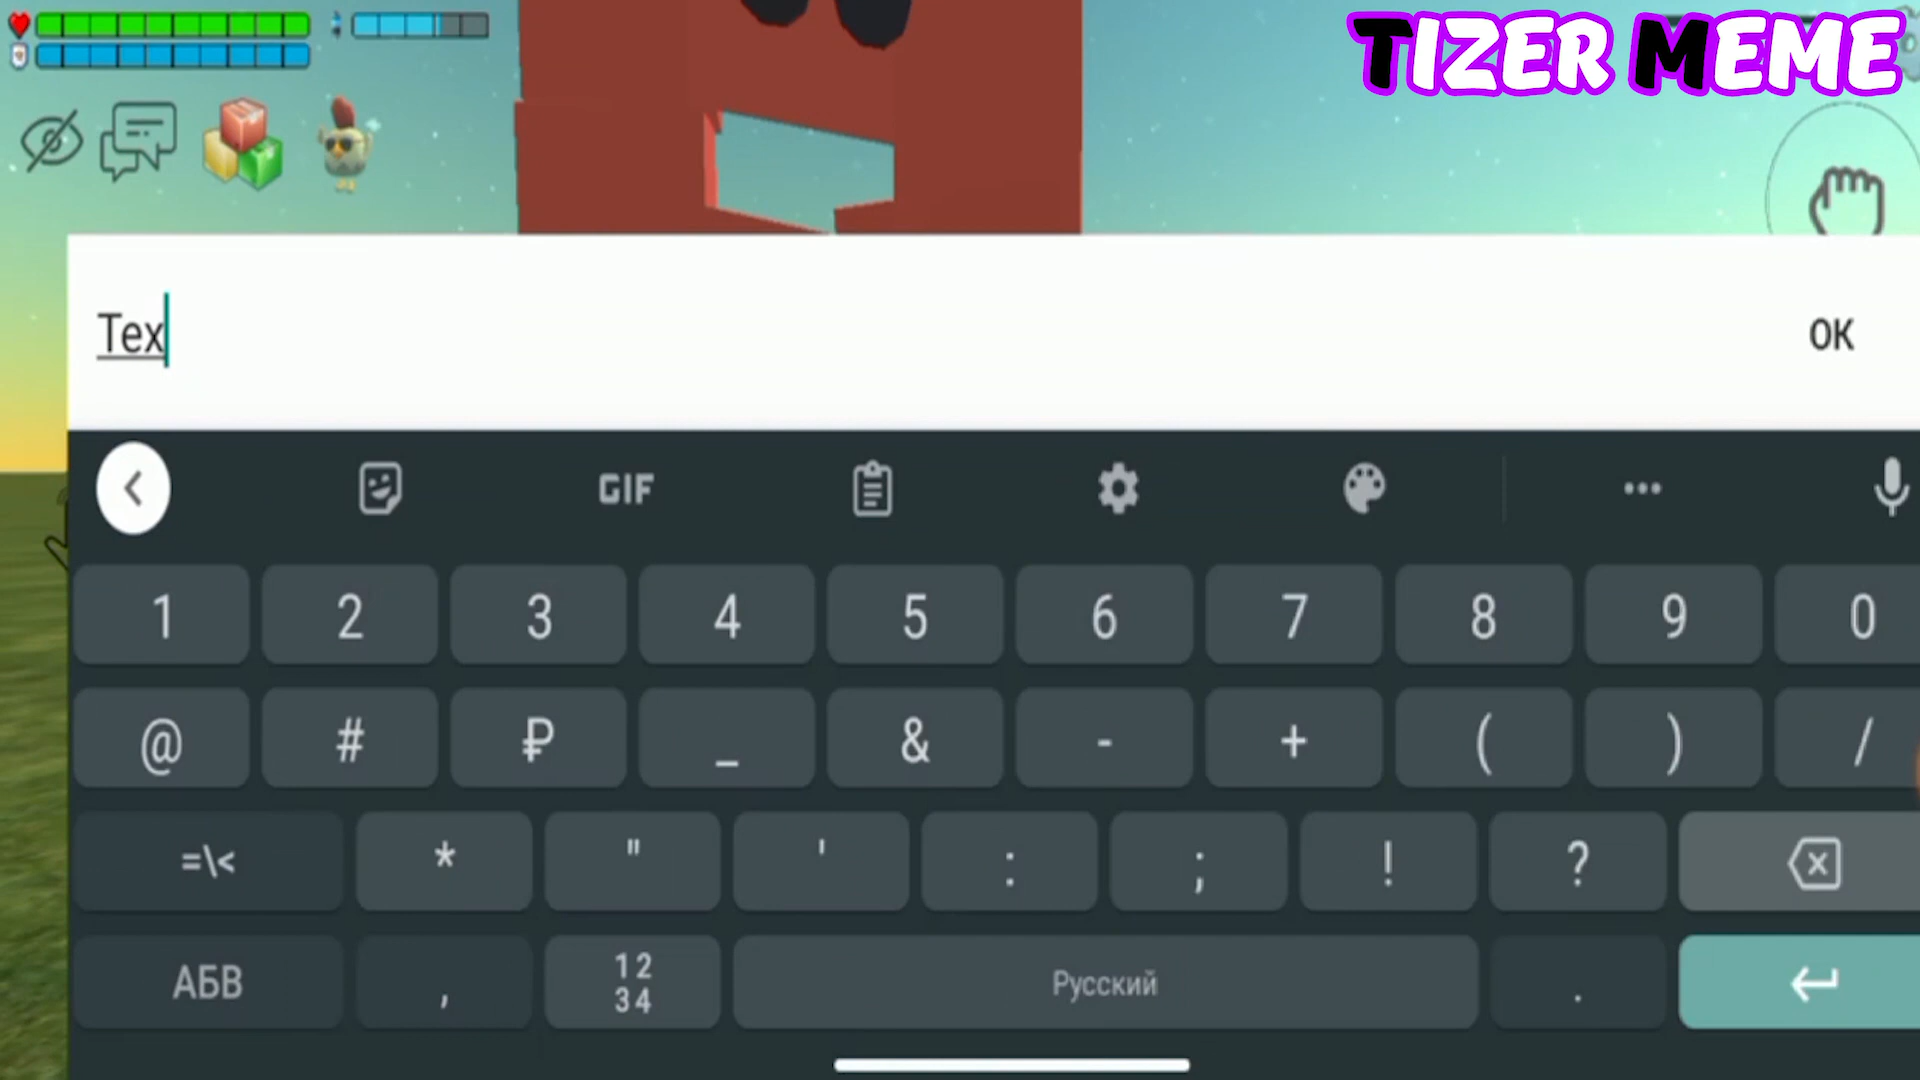 TIZER MEME
Tex
OK
GIF
1 2 3 4 5 6 7 8 9 0
@ # ₽ _ & - + ( ) /
=\< * " ' : ; ! ?
АБВ , 12 34 Русский .